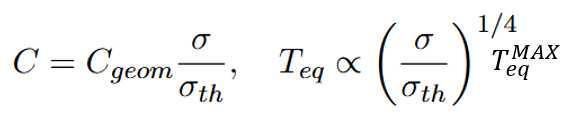 $C = C_{geom} \frac{\sigma}{\sigma_{th}}, \quad T_{eq} \propto \left( \frac{\sigma}{\sigma_{th}} \right)^{1/4} T_{eq}^{MAX}$